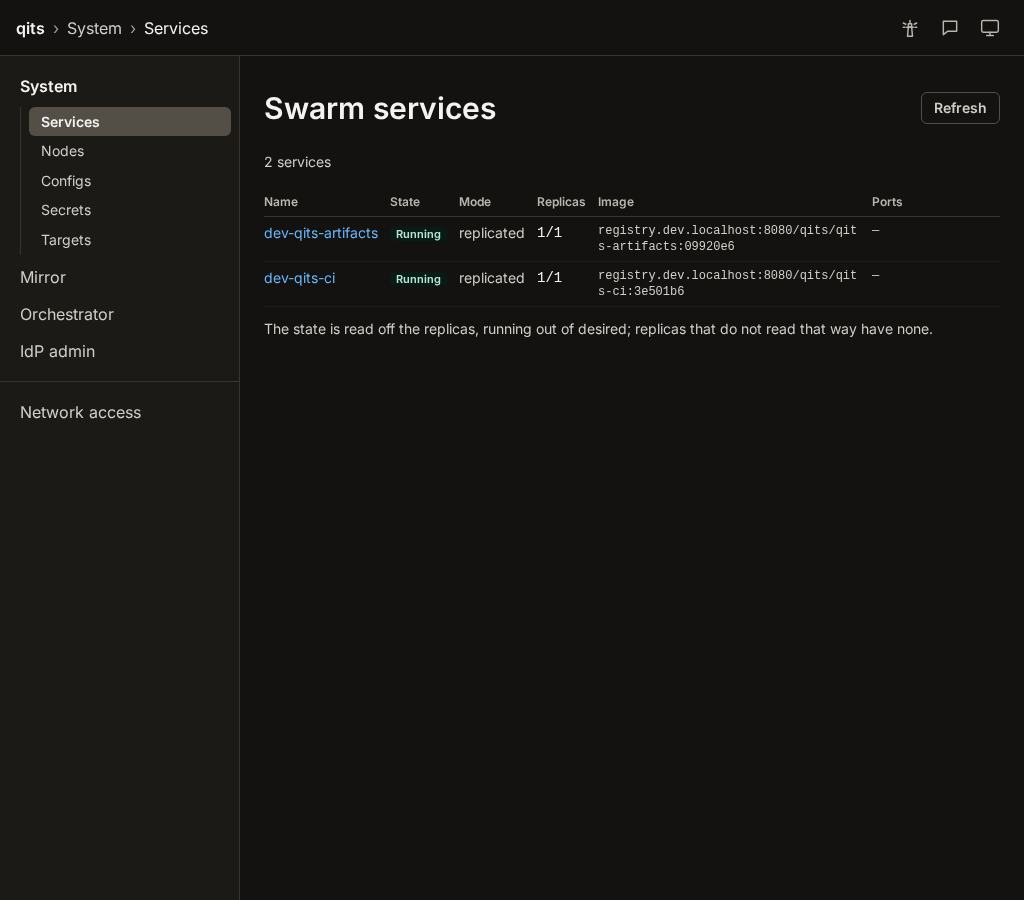 qits › System › Services
System
Services
Nodes
Configs
Secrets
Targets
Mirror
Orchestrator
IdP admin
Network access
Swarm services
Refresh
2 services
Name State Mode Replicas Image Ports
dev-qits-artifacts Running replicated 1/1 registry.dev.localhost:8080/qits/qit —
s-artifacts:09920e6
dev-qits-ci Running replicated 1/1 registry.dev.localhost:8080/qits/qit —
s-ci:3e501b6
The state is read off the replicas, running out of desired; replicas that do not read that way have none.